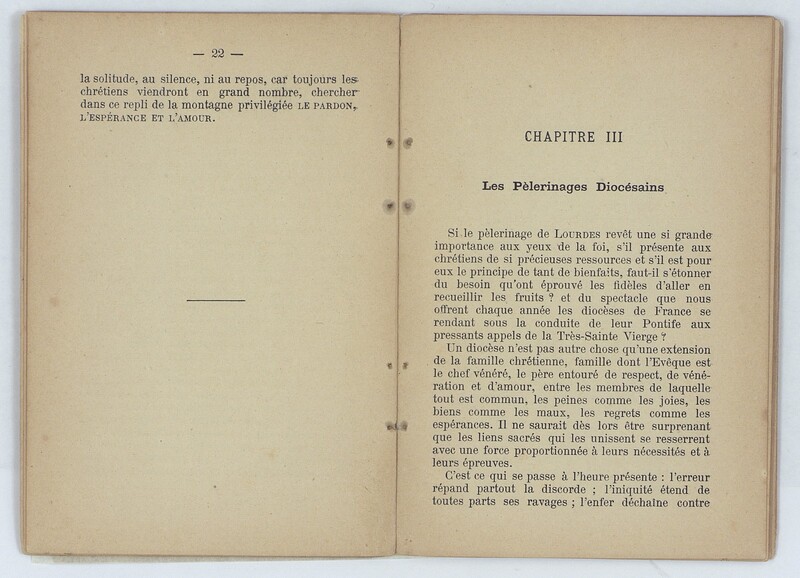 — 22 —
la solitude, au silence, ni au repos, car toujours les
chrétiens viendront en grand nombre, chercher
dans ce repli de la montagne privilégiée LE PARDON,
L'ESPÉRANCE ET L'AMOUR.
CHAPITRE III
Les Pèlerinages Diocésains
Si le pèlerinage de LOURDES revêt une si grande
importance aux yeux de la foi, s'il présente aux
chrétiens de si précieuses ressources et s'il est pour
eux le principe de tant de bienfaits, faut-il s'étonner
du besoin qu'ont éprouvé les fidèles d'aller en
recueillir les fruits ? et du spectacle que nous
offrent chaque année les diocèses de France se
rendant sous la conduite de leur Pontife aux
pressants appels de la Très-Sainte Vierge ?
Un diocèse n'est pas autre chose qu'une extension
de la famille chrétienne, famille dont l'Evêque est
le chef vénéré, le père entouré de respect, de véné-
ration et d'amour, entre les membres de laquelle
tout est commun, les peines comme les joies, les
biens comme les maux, les regrets comme les
espérances. Il ne saurait dès lors être surprenant
que les liens sacrés qui les unissent se resserrent
avec une force proportionnée à leurs nécessités et à
leurs épreuves.
C'est ce qui se passe à l'heure présente : l'erreur
répand partout la discorde ; l'iniquité étend de
toutes parts ses ravages ; l'enfer déchaîne contre